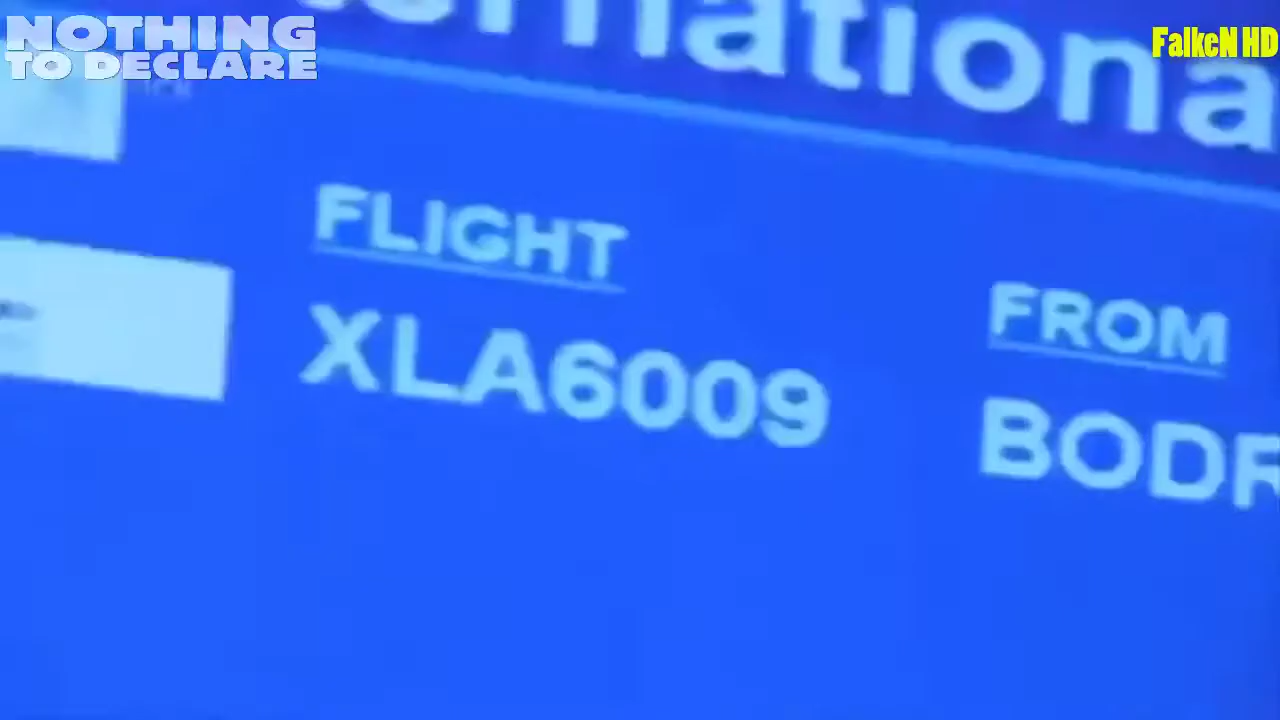 NOTHING
TO DECLARE
FalkeN HD
FLIGHT
FROM
XLA6009